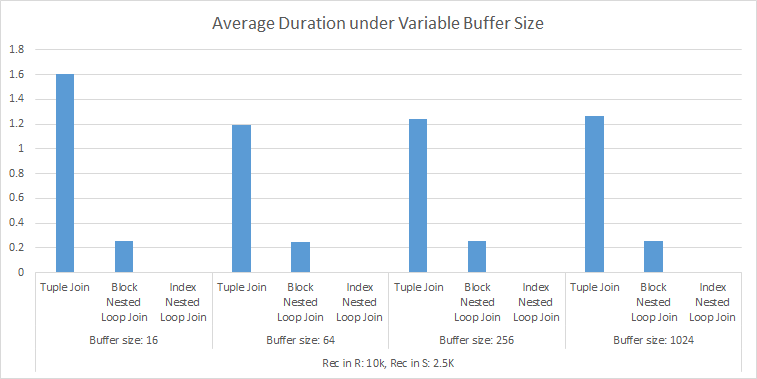 Average Duration under Variable Buffer Size
1.8
1.6
1.4
1.2
1
0.8
0.6
0.4
0.2
0
Tuple Join
Block
Nested
Loop Join
Index
Nested
Loop Join
Tuple Join
Block
Nested
Loop Join
Index
Nested
Loop Join
Tuple Join
Block
Nested
Loop Join
Index
Nested
Loop Join
Tuple Join
Block
Nested
Loop Join
Index
Nested
Loop Join
Buffer size: 16
Buffer size: 64
Buffer size: 256
Buffer size: 1024
Rec in R: 10k, Rec in S: 2.5K